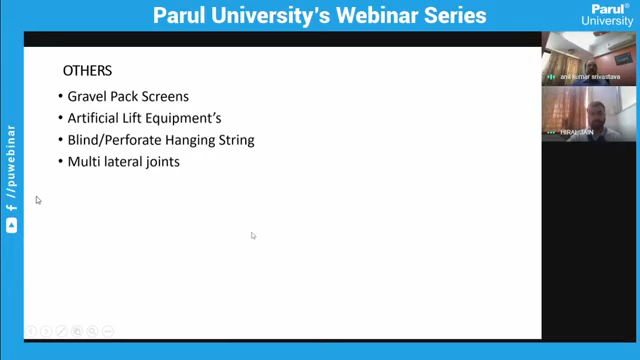 Parul University's Webinar Series
Parul®
University
OTHERS
• Gravel Pack Screens
• Artificial Lift Equipment's
• Blind/Perforate Hanging String
• Multi lateral joints
anil kumar srivastava
HIRAL JAIN
//puwebinar